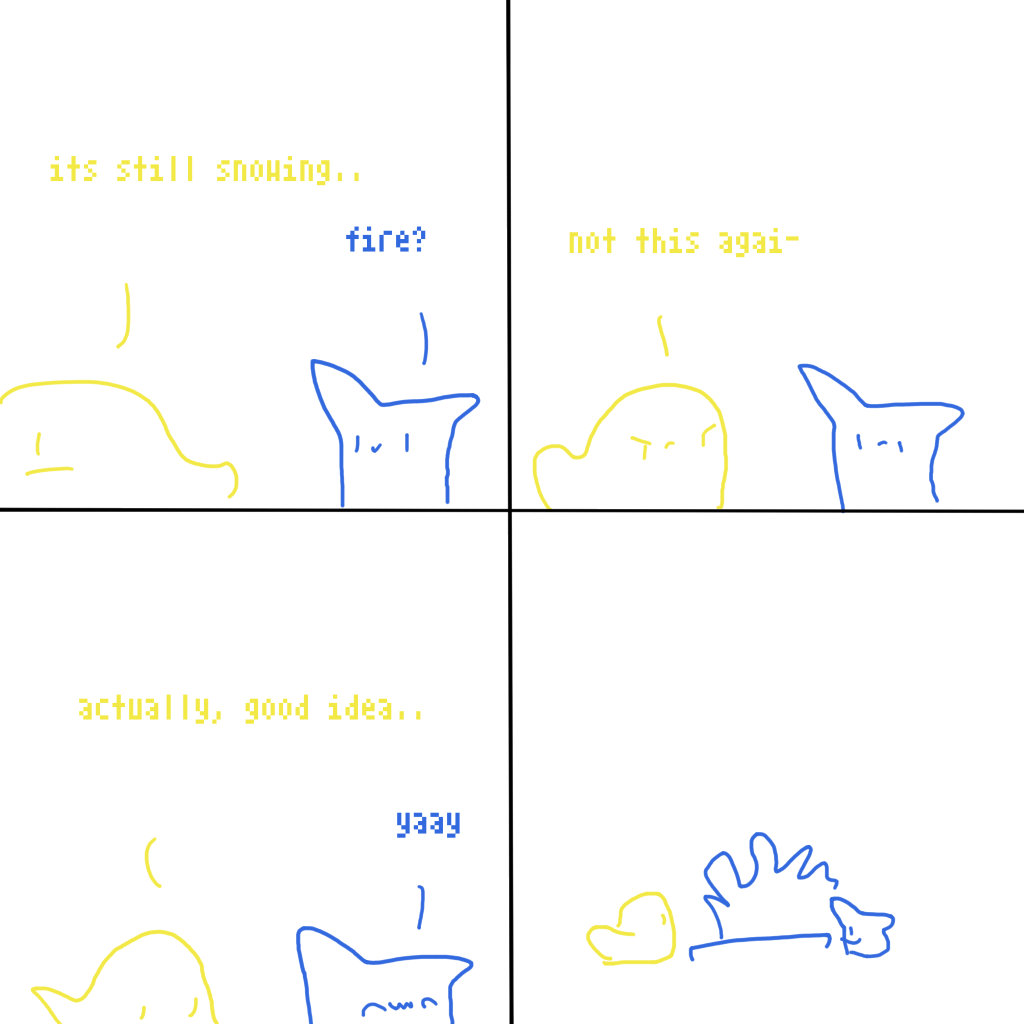 its still snowing..
fire?
not this agai-
actually, good idea..
yaay